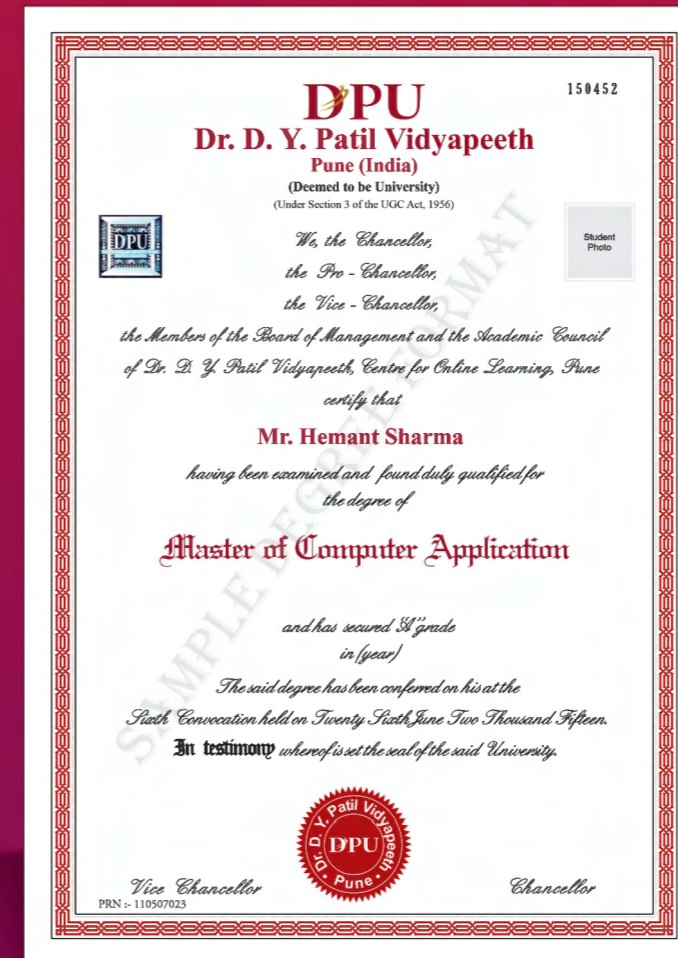 DPU
150452
Dr. D. Y. Patil Vidyapeeth
Pune (India)
(Deemed to be University)
(Under Section 3 of the UGC Act, 1956)
DPU
Student
Photo
We, the Chancellor,
the Pro - Chancellor,
the Vice - Chancellor,
the Members of the Board of Management and the Academic Council
of Dr. D. Y. Patil Vidyapeeth, Centre for Online Learning, Pune
certify that
Mr. Hemant Sharma
having been examined and found duly qualified for
the degree of
Master of Computer Application
and has secured "A" grade
in (year)
The said degree has been conferred on his at the
Sixth Convocation held on Twenty Sixth June Two Thousand Fifteen.
In testimony whereof is set the seal of the said University.
SAMPLE DEGREE FORMAT
Dr. D. Y. Patil Vidyapeeth
DPU
Pune
Vice Chancellor
Chancellor
PRN :- 110507023